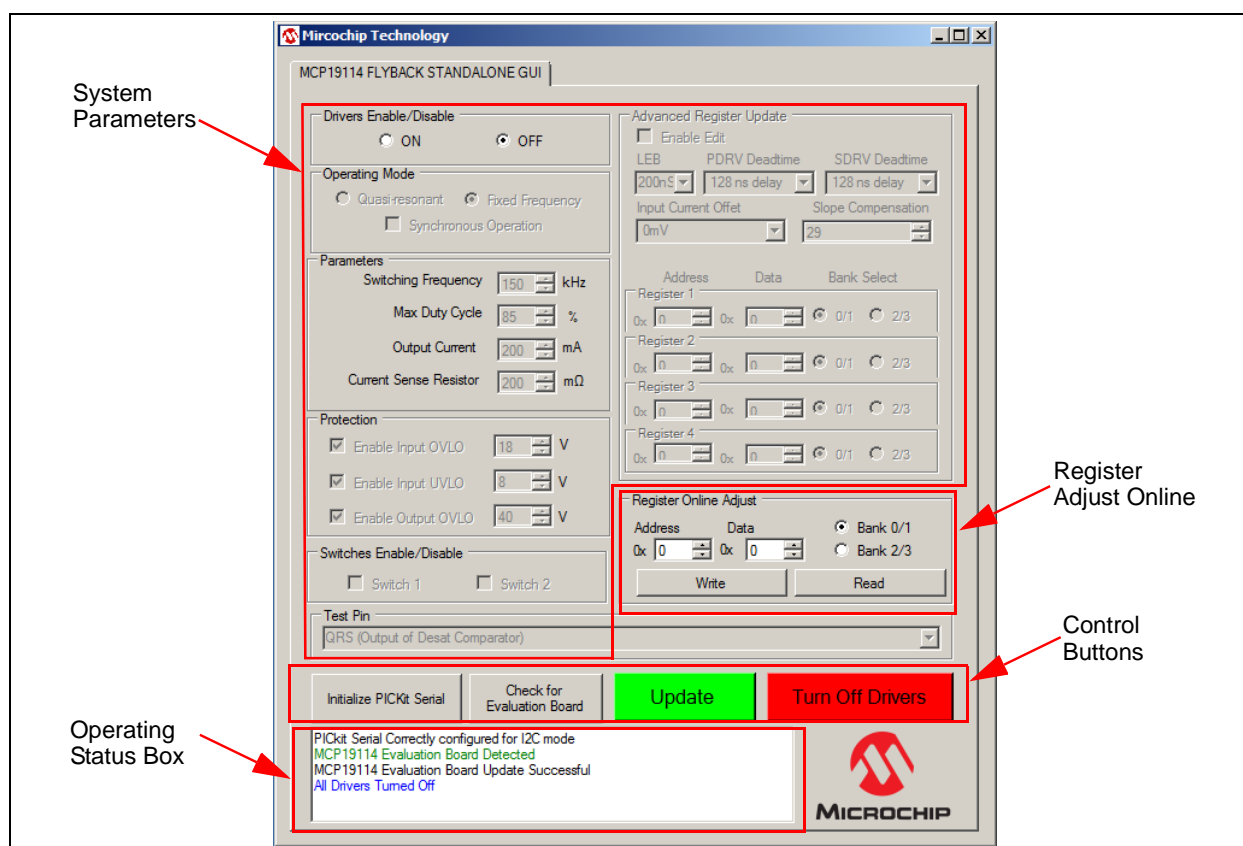 Mircochip Technology
MCP19114 FLYBACK STANDALONE GUI
System
Parameters
Drivers Enable/Disable
ON OFF
Operating Mode
Quasi-resonant Fixed Frequency
Synchronous Operation
Parameters
Switching Frequency 150 kHz
Max Duty Cycle 85 %
Output Current 200 mA
Current Sense Resistor 200 mΩ
Protection
Enable Input OVLO 18 V
Enable Input UVLO 8 V
Enable Output OVLO 40 V
Switches Enable/Disable
Switch 1 Switch 2
Test Pin
QRS (Output of Desat Comparator)
Advanced Register Update
Enable Edit
LEB PDRV Deadtime SDRV Deadtime
200nS 128 ns delay 128 ns delay
Input Current Offet Slope Compensation
0mV 29
Address Data Bank Select
Register 1
0x 0 0x 0 0/1 2/3
Register 2
0x 0 0x 0 0/1 2/3
Register 3
0x 0 0x 0 0/1 2/3
Register 4
0x 0 0x 0 0/1 2/3
Register Online Adjust
Address Data Bank 0/1
0x 0 0x 0 Bank 2/3
Write Read
Register
Adjust Online
Control
Buttons
Initialize PICKit Serial
Check for
Evaluation Board
Update
Turn Off Drivers
Operating
Status Box
PICkit Serial Correctly configured for I2C mode
MCP19114 Evaluation Board Detected
MCP19114 Evaluation Board Update Successful
All Drivers Turned Off
MICROCHIP